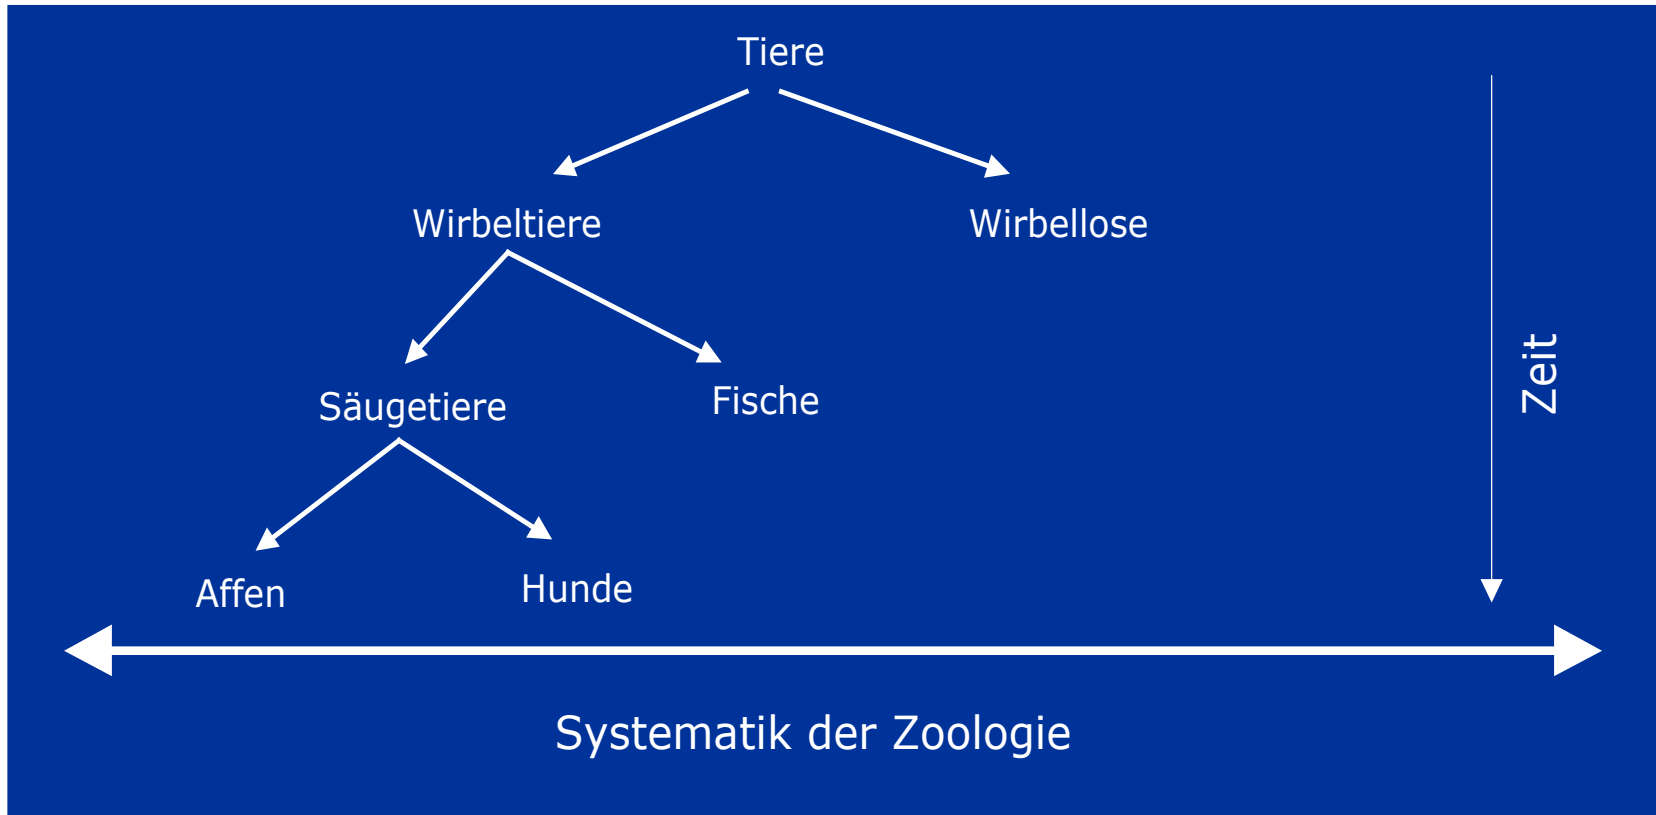 Tiere
Wirbeltiere
Wirbellose
Säugetiere
Fische
Zeit
Affen
Hunde
Systematik der Zoologie